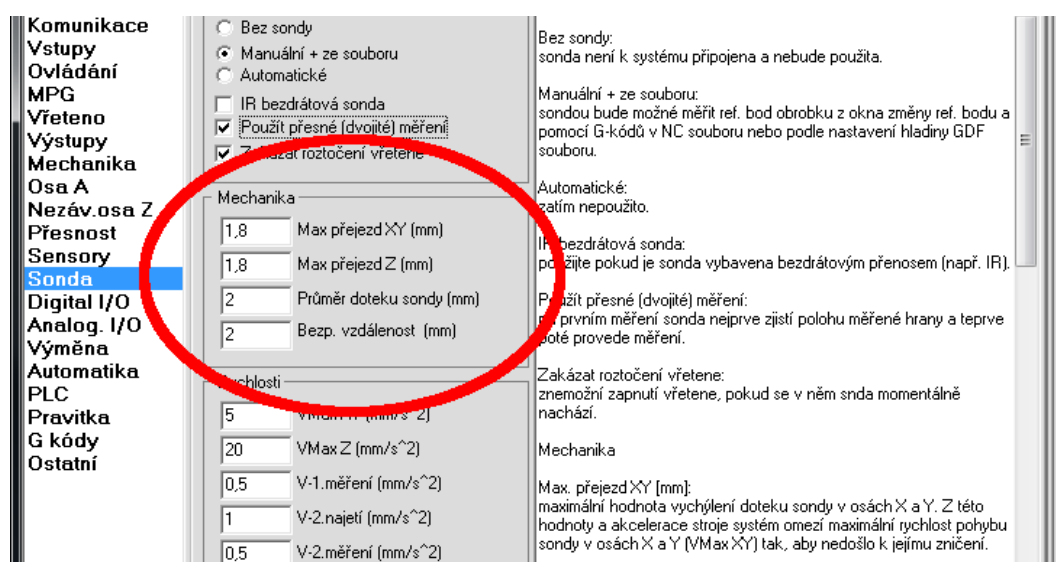 Komunikace
Vstupy
Ovládání
MPG
Vřeteno
Výstupy
Mechanika
Osa A
Nezáv.osa Z
Přesnost
Sensory
Sonda
Digital I/O
Analog. I/O
Výměna
Automatika
PLC
Pravitka
G kódy
Ostatní
Bez sondy
Manuální + ze souboru
Automatické
IR bezdrátová sonda
Použít přesné (dvojité) měření
Zakázat roztočení vřetene
Mechanika
1,8 Max přejezd XY (mm)
1,8 Max přejezd Z (mm)
2 Průměr doteku sondy (mm)
2 Bezp. vzdálenost (mm)
Rychlosti
5 VMax XY (mm/s^2)
20 VMax Z (mm/s^2)
0,5 V-1.měření (mm/s^2)
1 V-2.najetí (mm/s^2)
0,5 V-2.měření (mm/s^2)
Bez sondy:
sonda není k systému připojena a nebude použita.
Manuální + ze souboru:
sondou bude možné měřit ref. bod obrobku z okna změny ref. bodu a
pomocí G-kódů v NC souboru nebo podle nastavení hladiny GDF
souboru.
Automatické:
zatím nepoužito.
IR bezdrátová sonda:
použijte pokud je sonda vybavena bezdrátovým přenosem (např. IR).
Použít přesné (dvojité) měření:
prvním měření sonda nejprve zjistí polohu měřené hrany a teprve
poté provede měření.
Zakázat roztočení vřetene:
znemožní zapnutí vřetene, pokud se v něm snda momentálně
nachází.
Mechanika
Max. přejezd XY [mm]:
maximální hodnota vychýlení doteku sondy v osách X a Y. Z této
hodnoty a akcelerace stroje systém omezí maximální rychlost pohybu
sondy v osách X a Y (VMax XY) tak, aby nedošlo k jejímu zničení.